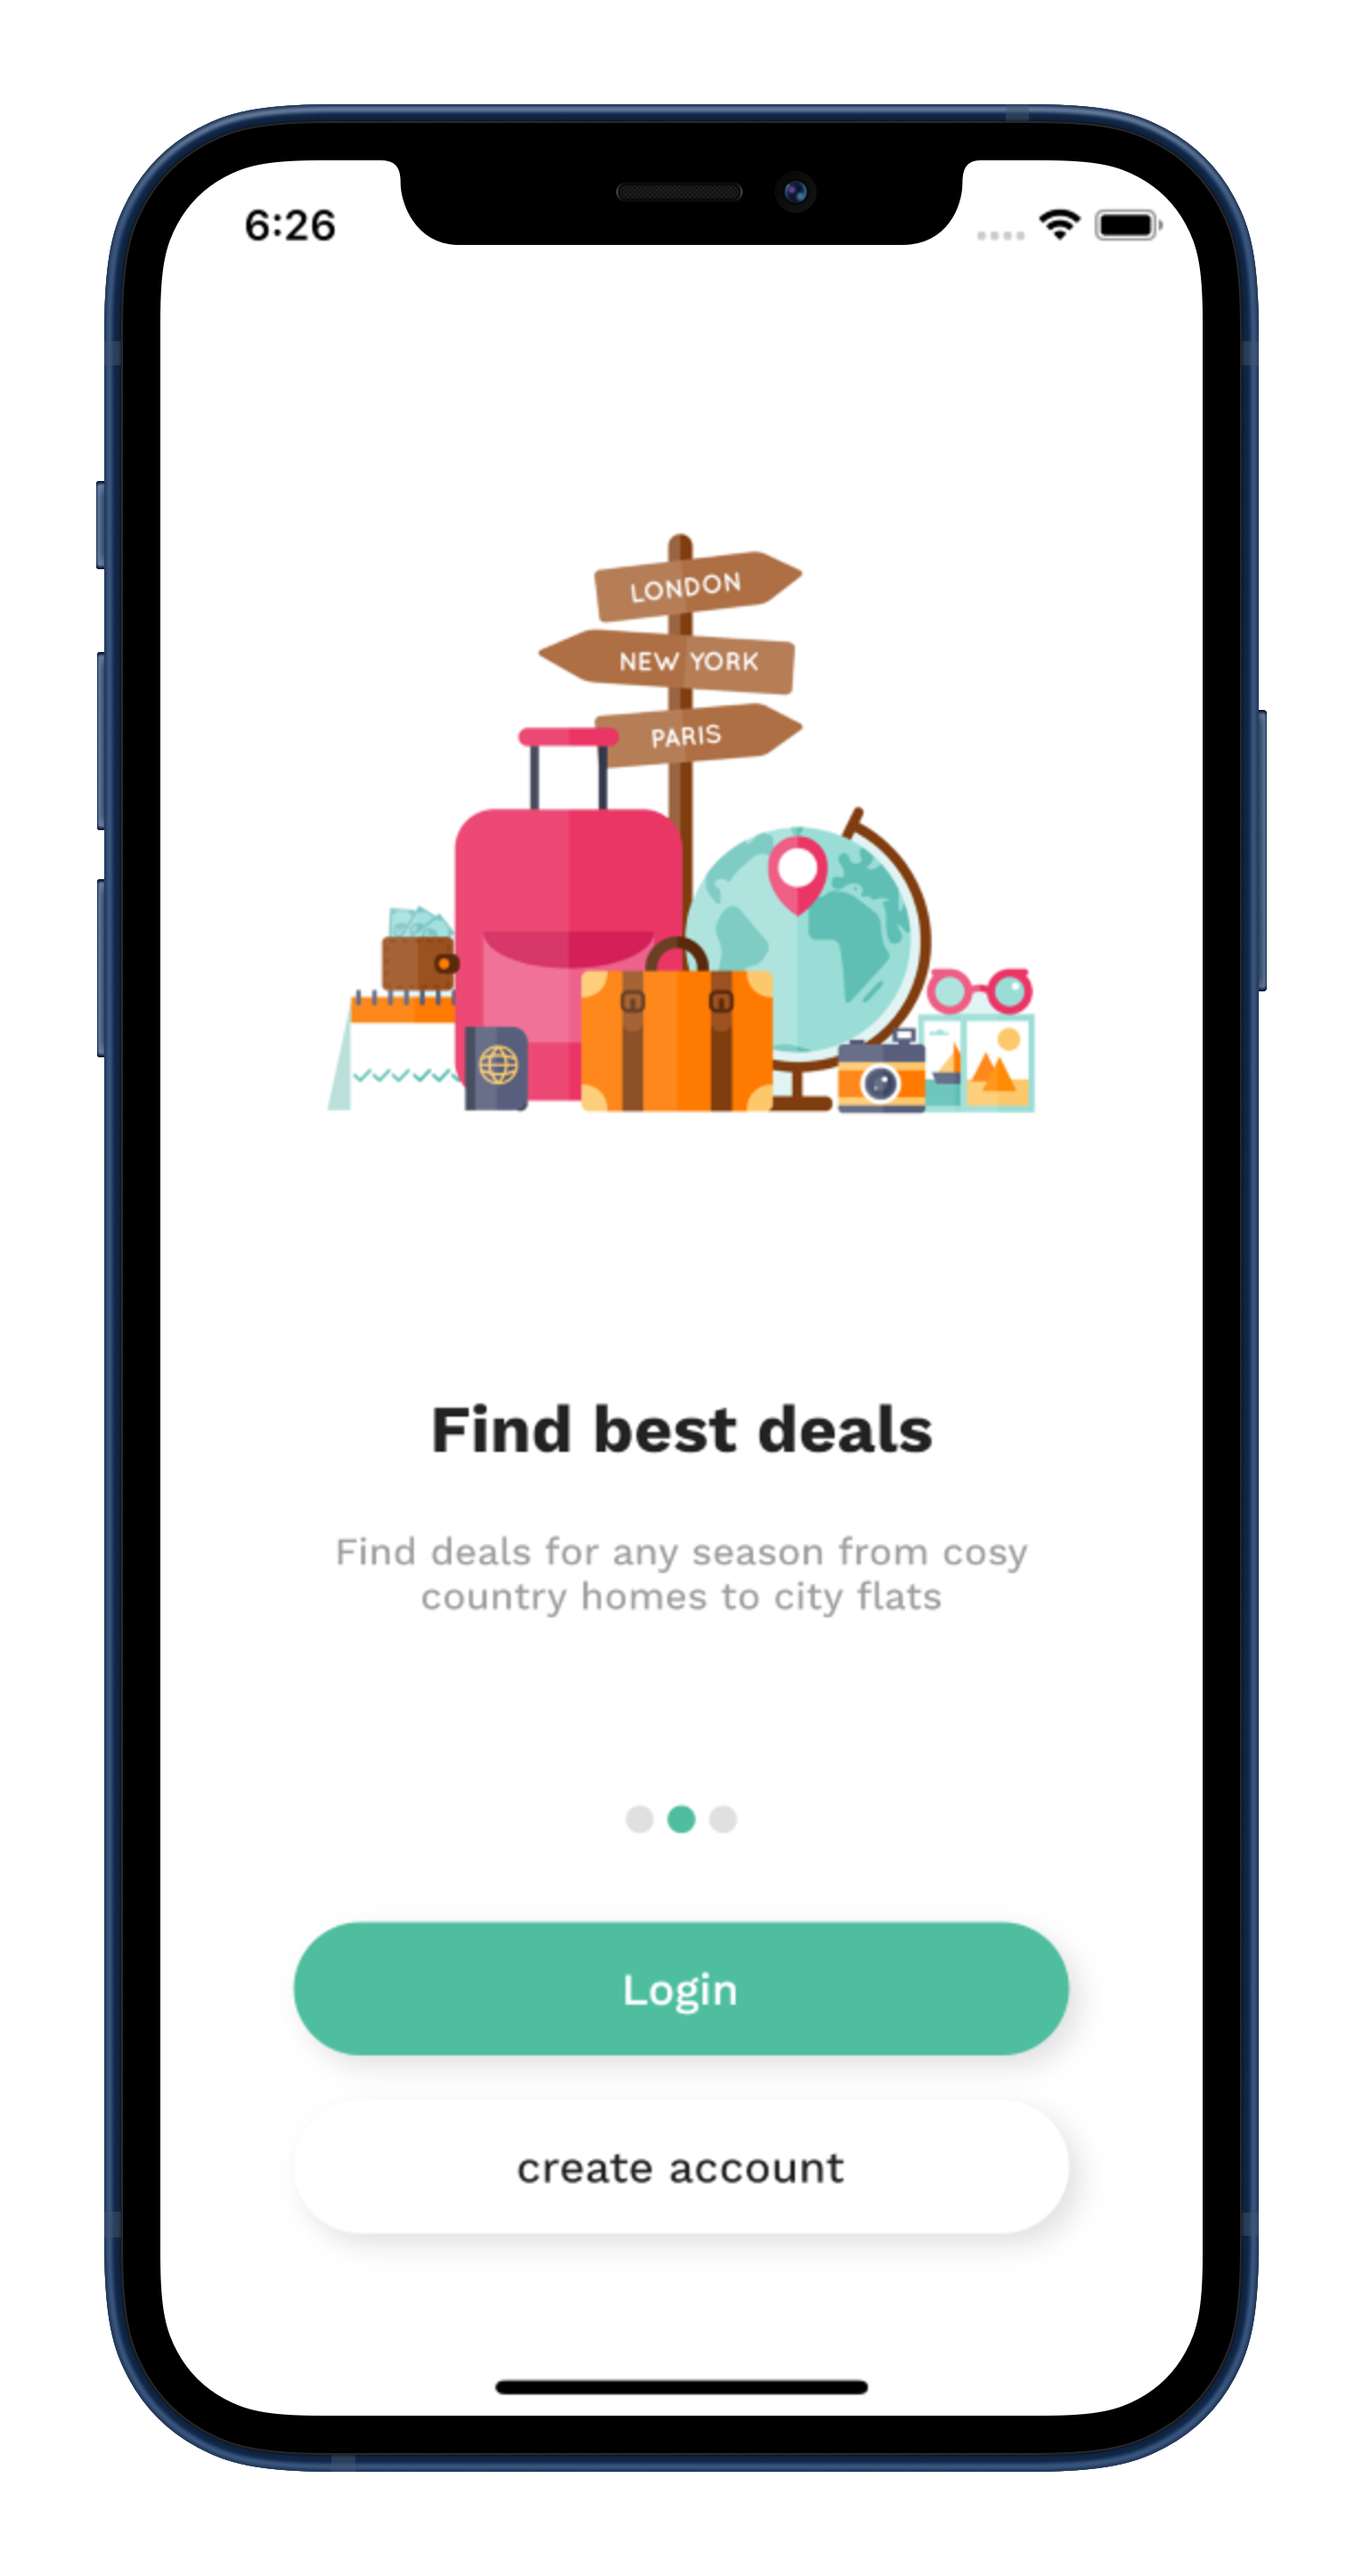 6:26
LONDON
NEW YORK
PARIS
Find best deals
Find deals for any season from cosy
country homes to city flats
Login
create account